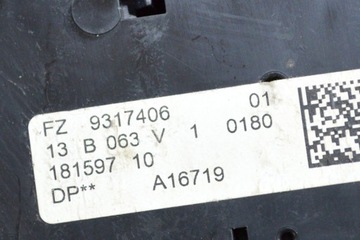 FZ 9317406 01
13 B 063 V 1 0180
181597 10
DP** A16719